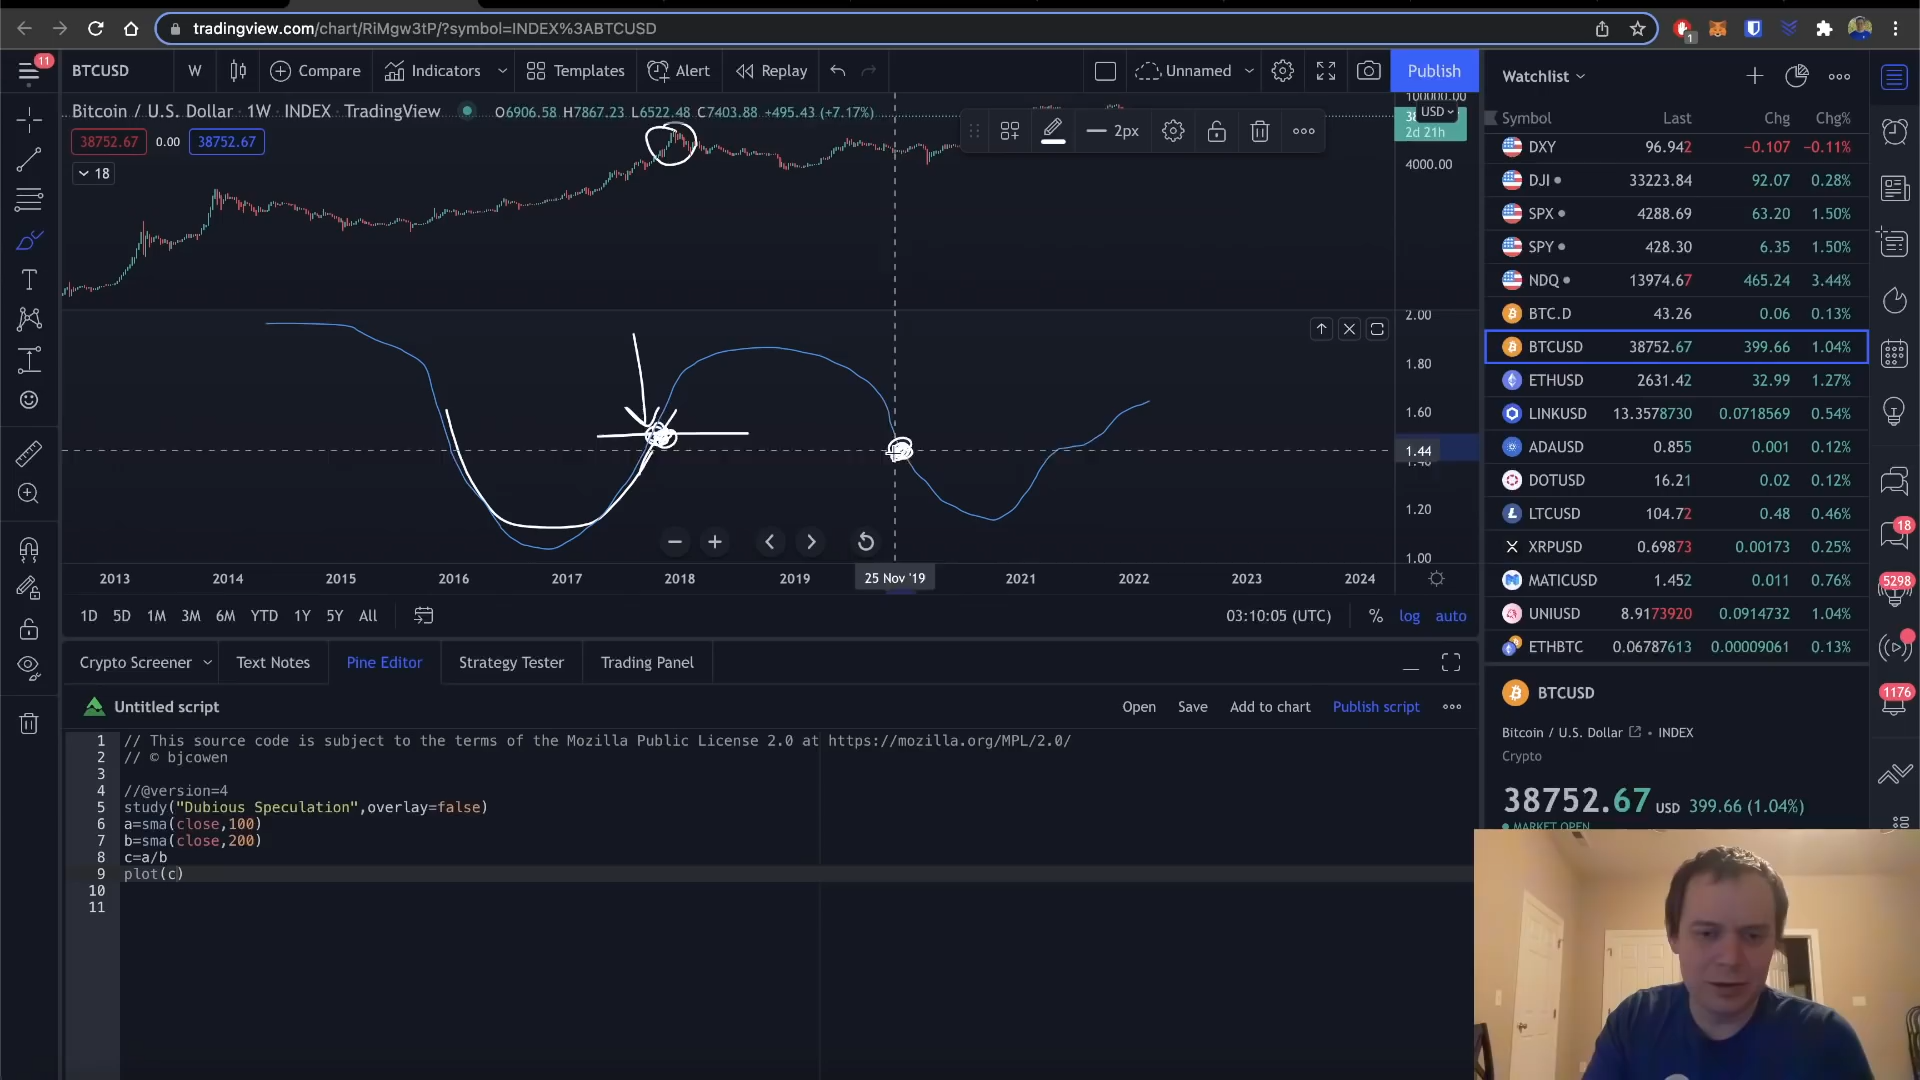 tradingview.com/chart/RiMgw3tP/?symbol=INDEX%3ABTCUSD
1
11
BTCUSD W Compare Indicators Templates Alert Replay Unnamed Publish
Bitcoin / U.S. Dollar · 1W · INDEX · TradingView O6906.58 H7867.23 L6522.48 C7403.88 +495.43 (+7.17%)
38752.67 0.00 38752.67
18
2px
USD
2d 21h
4000.00
2.00
1.80
1.60
1.44
1.20
1.00
2013 2014 2015 2016 2017 2018 2019 25 Nov '19 2021 2022 2023 2024
1D 5D 1M 3M 6M YTD 1Y 5Y All 03:10:05 (UTC) % log auto
Crypto Screener Text Notes Pine Editor Strategy Tester Trading Panel
Untitled script Open Save Add to chart Publish script
1 // This source code is subject to the terms of the Mozilla Public License 2.0 at https://mozilla.org/MPL/2.0/
2 // © bjcowen
3
4 //@version=4
5 study("Dubious Speculation",overlay=false)
6 a=sma(close,100)
7 b=sma(close,200)
8 c=a/b
9 plot(c)
10
11
Watchlist
Symbol Last Chg Chg%
DXY 96.942 −0.107 −0.11%
DJI 33223.84 92.07 0.28%
SPX 4288.69 63.20 1.50%
SPY 428.30 6.35 1.50%
NDQ 13974.67 465.24 3.44%
BTC.D 43.26 0.06 0.13%
BTCUSD 38752.67 399.66 1.04%
ETHUSD 2631.42 32.99 1.27%
LINKUSD 13.3578730 0.0718569 0.54%
ADAUSD 0.855 0.001 0.12%
DOTUSD 16.21 0.02 0.12%
LTCUSD 104.72 0.48 0.46%
XRPUSD 0.69873 0.00173 0.25%
MATICUSD 1.452 0.011 0.76%
UNIUSD 8.9173920 0.0914732 1.04%
ETHBTC 0.06787613 0.00009061 0.13%
BTCUSD
Bitcoin / U.S. Dollar • INDEX
Crypto
38752.67 USD 399.66 (1.04%)
MARKET OPEN
18
5298
1176